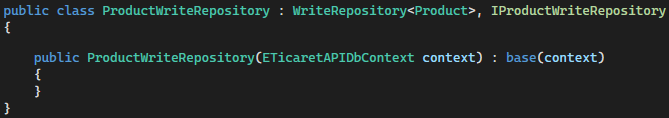 public class ProductWriteRepository : WriteRepository<Product>, IProductWriteRepository
{
public ProductWriteRepository(ETicaretAPIDbContext context) : base(context)
{
}
}